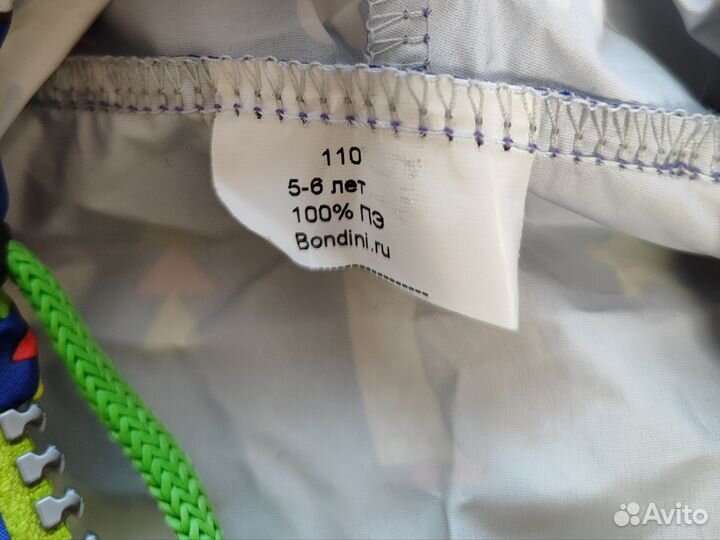 110
5-6 лет
100% ПЭ
Bondini.ru
Avito